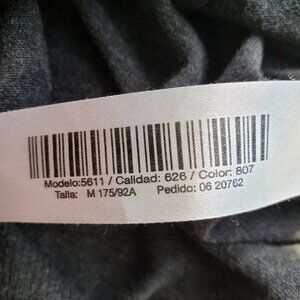 Modelo:5611 / Calidad: 626 / Color: 807
Talla: M 175/92A Pedido: 06 20762